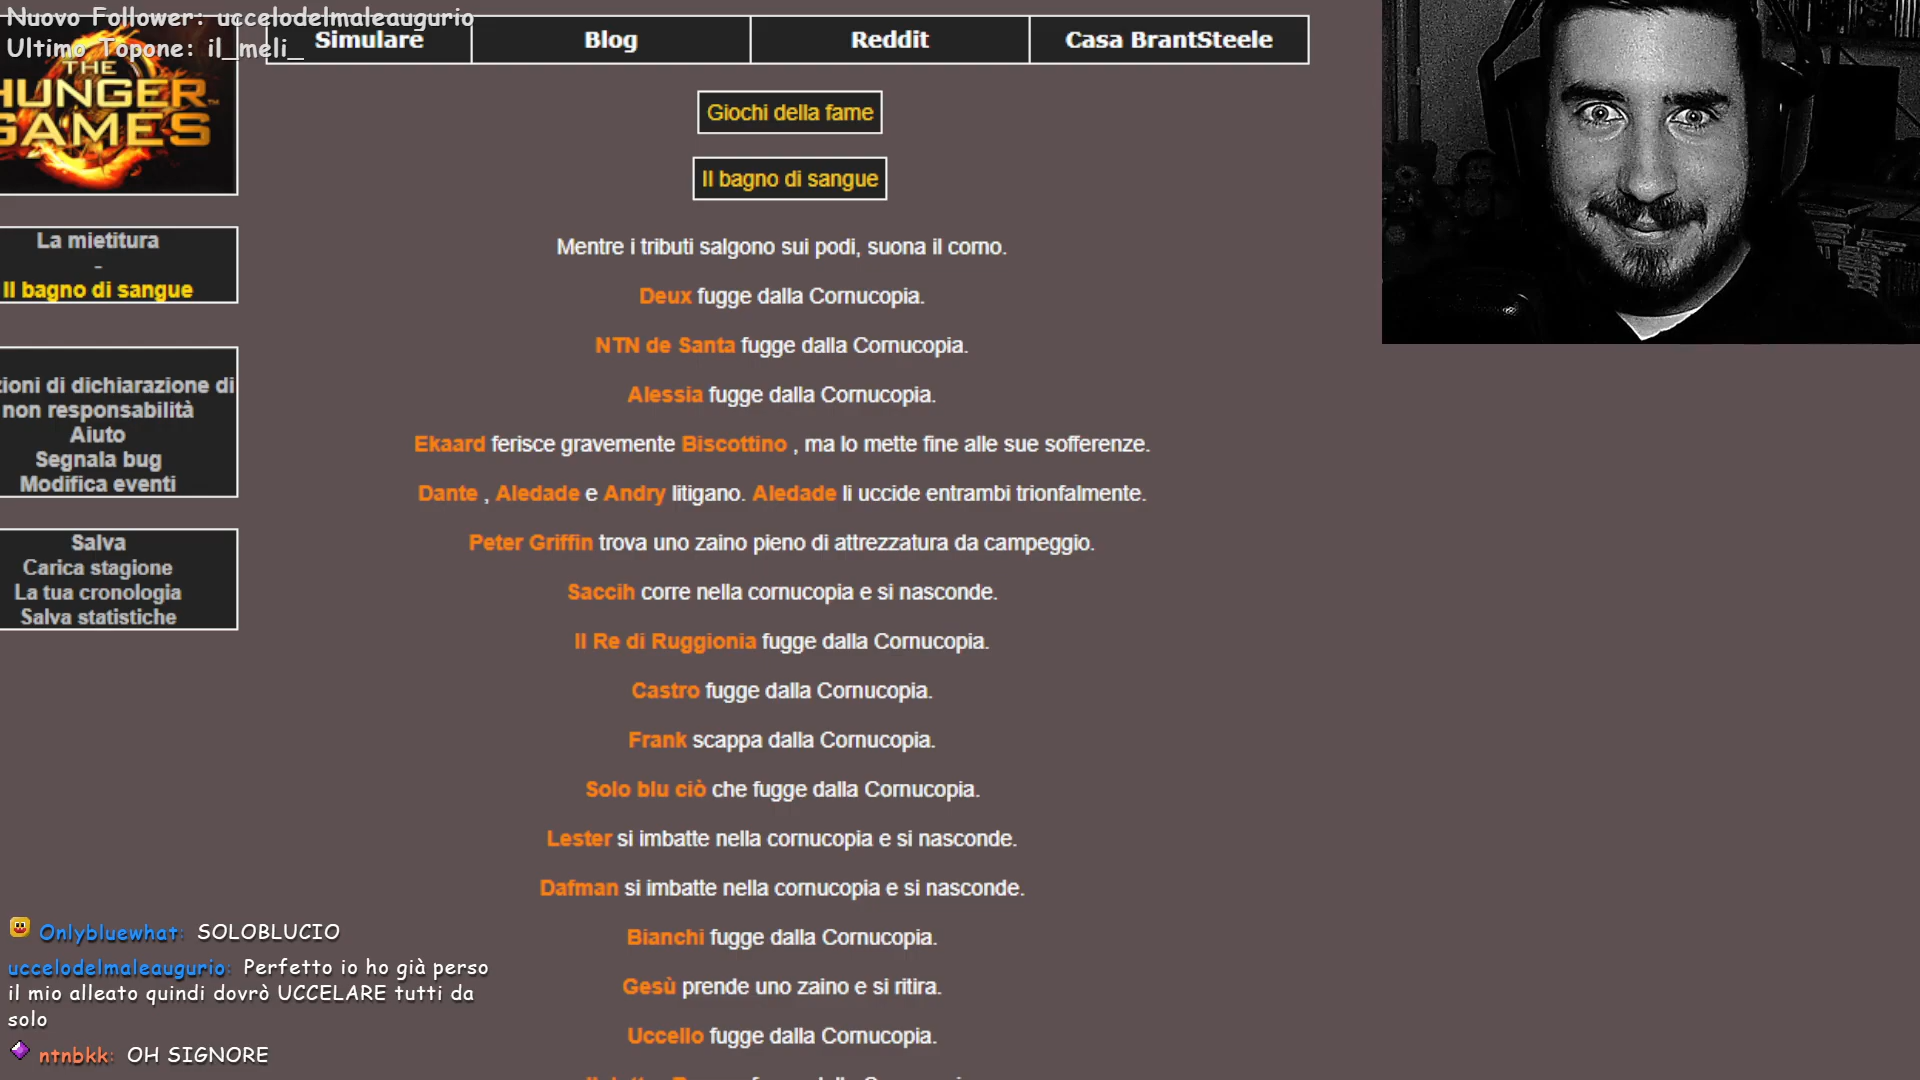 Nuovo Follower: uccelodelmaleaugurio
Ultimo Topone: il_meli_
THE
HUNGER
GAMES
Simulare
Blog
Reddit
Casa BrantSteele
Giochi della fame
Il bagno di sangue
La mietitura
-
Il bagno di sangue
zioni di dichiarazione di
non responsabilità
Aiuto
Segnala bug
Modifica eventi
Salva
Carica stagione
La tua cronologia
Salva statistiche
Mentre i tributi salgono sui podi, suona il corno.
Deux fugge dalla Cornucopia.
NTN de Santa fugge dalla Cornucopia.
Alessia fugge dalla Cornucopia.
Ekaard ferisce gravemente Biscottino , ma lo mette fine alle sue sofferenze.
Dante , Aledade e Andry litigano. Aledade li uccide entrambi trionfalmente.
Peter Griffin trova uno zaino pieno di attrezzatura da campeggio.
Saccih corre nella cornucopia e si nasconde.
Il Re di Ruggionia fugge dalla Cornucopia.
Castro fugge dalla Cornucopia.
Frank scappa dalla Cornucopia.
Solo blu ciò che fugge dalla Cornucopia.
Lester si imbatte nella cornucopia e si nasconde.
Dafman si imbatte nella cornucopia e si nasconde.
Bianchi fugge dalla Cornucopia.
Gesù prende uno zaino e si ritira.
Uccello fugge dalla Cornucopia.
Onlybluewhat: SOLOBLUCIO
uccelodelmaleaugurio: Perfetto io ho già perso
il mio alleato quindi dovrò UCCELARE tutti da
solo
ntnbkk: OH SIGNORE